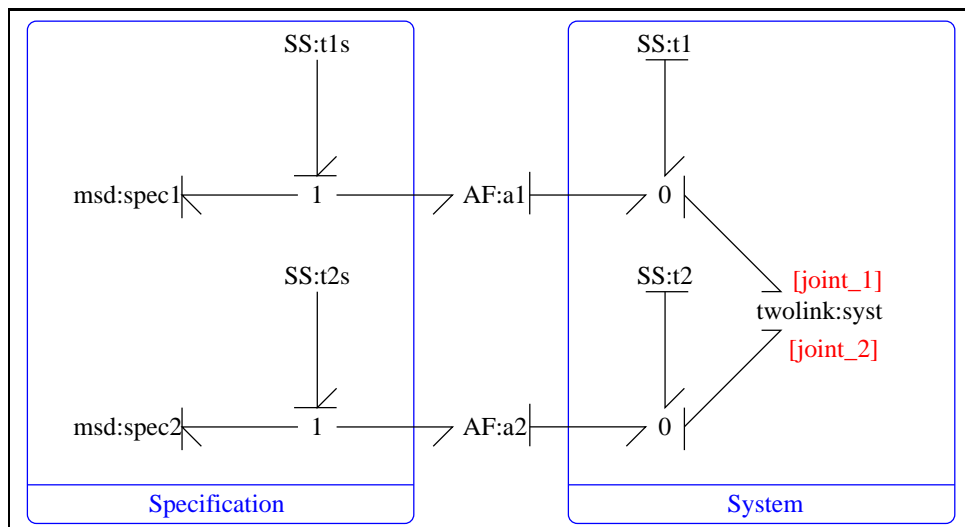 SS:t1s SS:t1
msd:spec1 1 AF:a1 0
SS:t2s SS:t2 [joint_1]
twolink:syst
[joint_2]
msd:spec2 1 AF:a2 0
Specification System